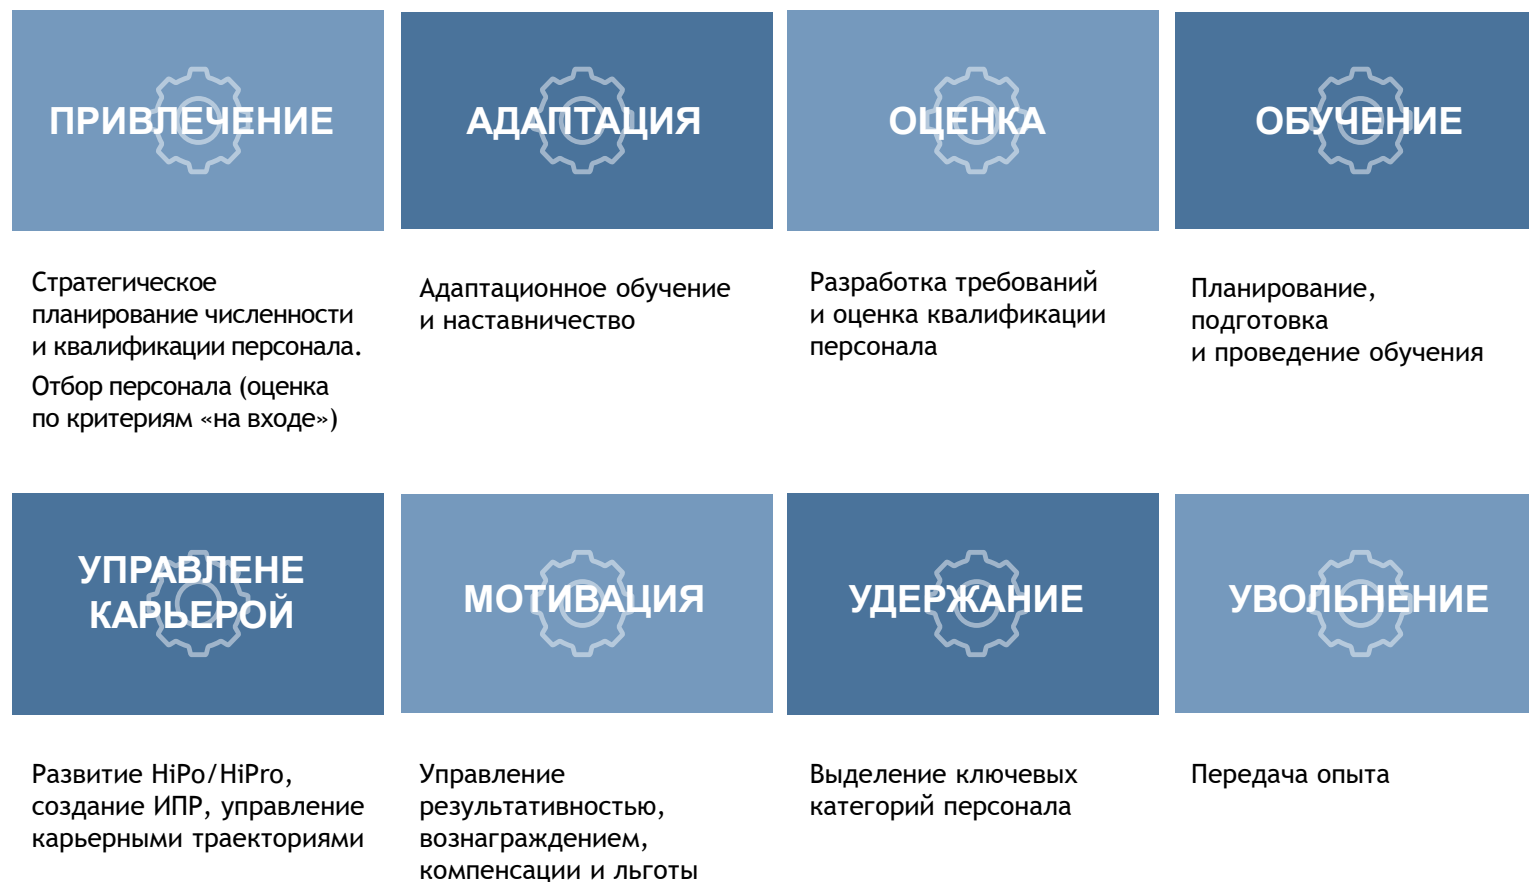 ПРИВЛЕЧЕНИЕ
АДАПТАЦИЯ
ОЦЕНКА
ОБУЧЕНИЕ
Стратегическое
планирование численности
и квалификации персонала.
Отбор персонала (оценка
по критериям «на входе»)
Адаптационное обучение
и наставничество
Разработка требований
и оценка квалификации
персонала
Планирование,
подготовка
и проведение обучения
УПРАВЛЕНЕ
КАРЬЕРОЙ
МОТИВАЦИЯ
УДЕРЖАНИЕ
УВОЛЬНЕНИЕ
Развитие HiPo/HiPro,
создание ИПР, управление
карьерными траекториями
Управление
результативностью,
вознаграждением,
компенсации и льготы
Выделение ключевых
категорий персонала
Передача опыта